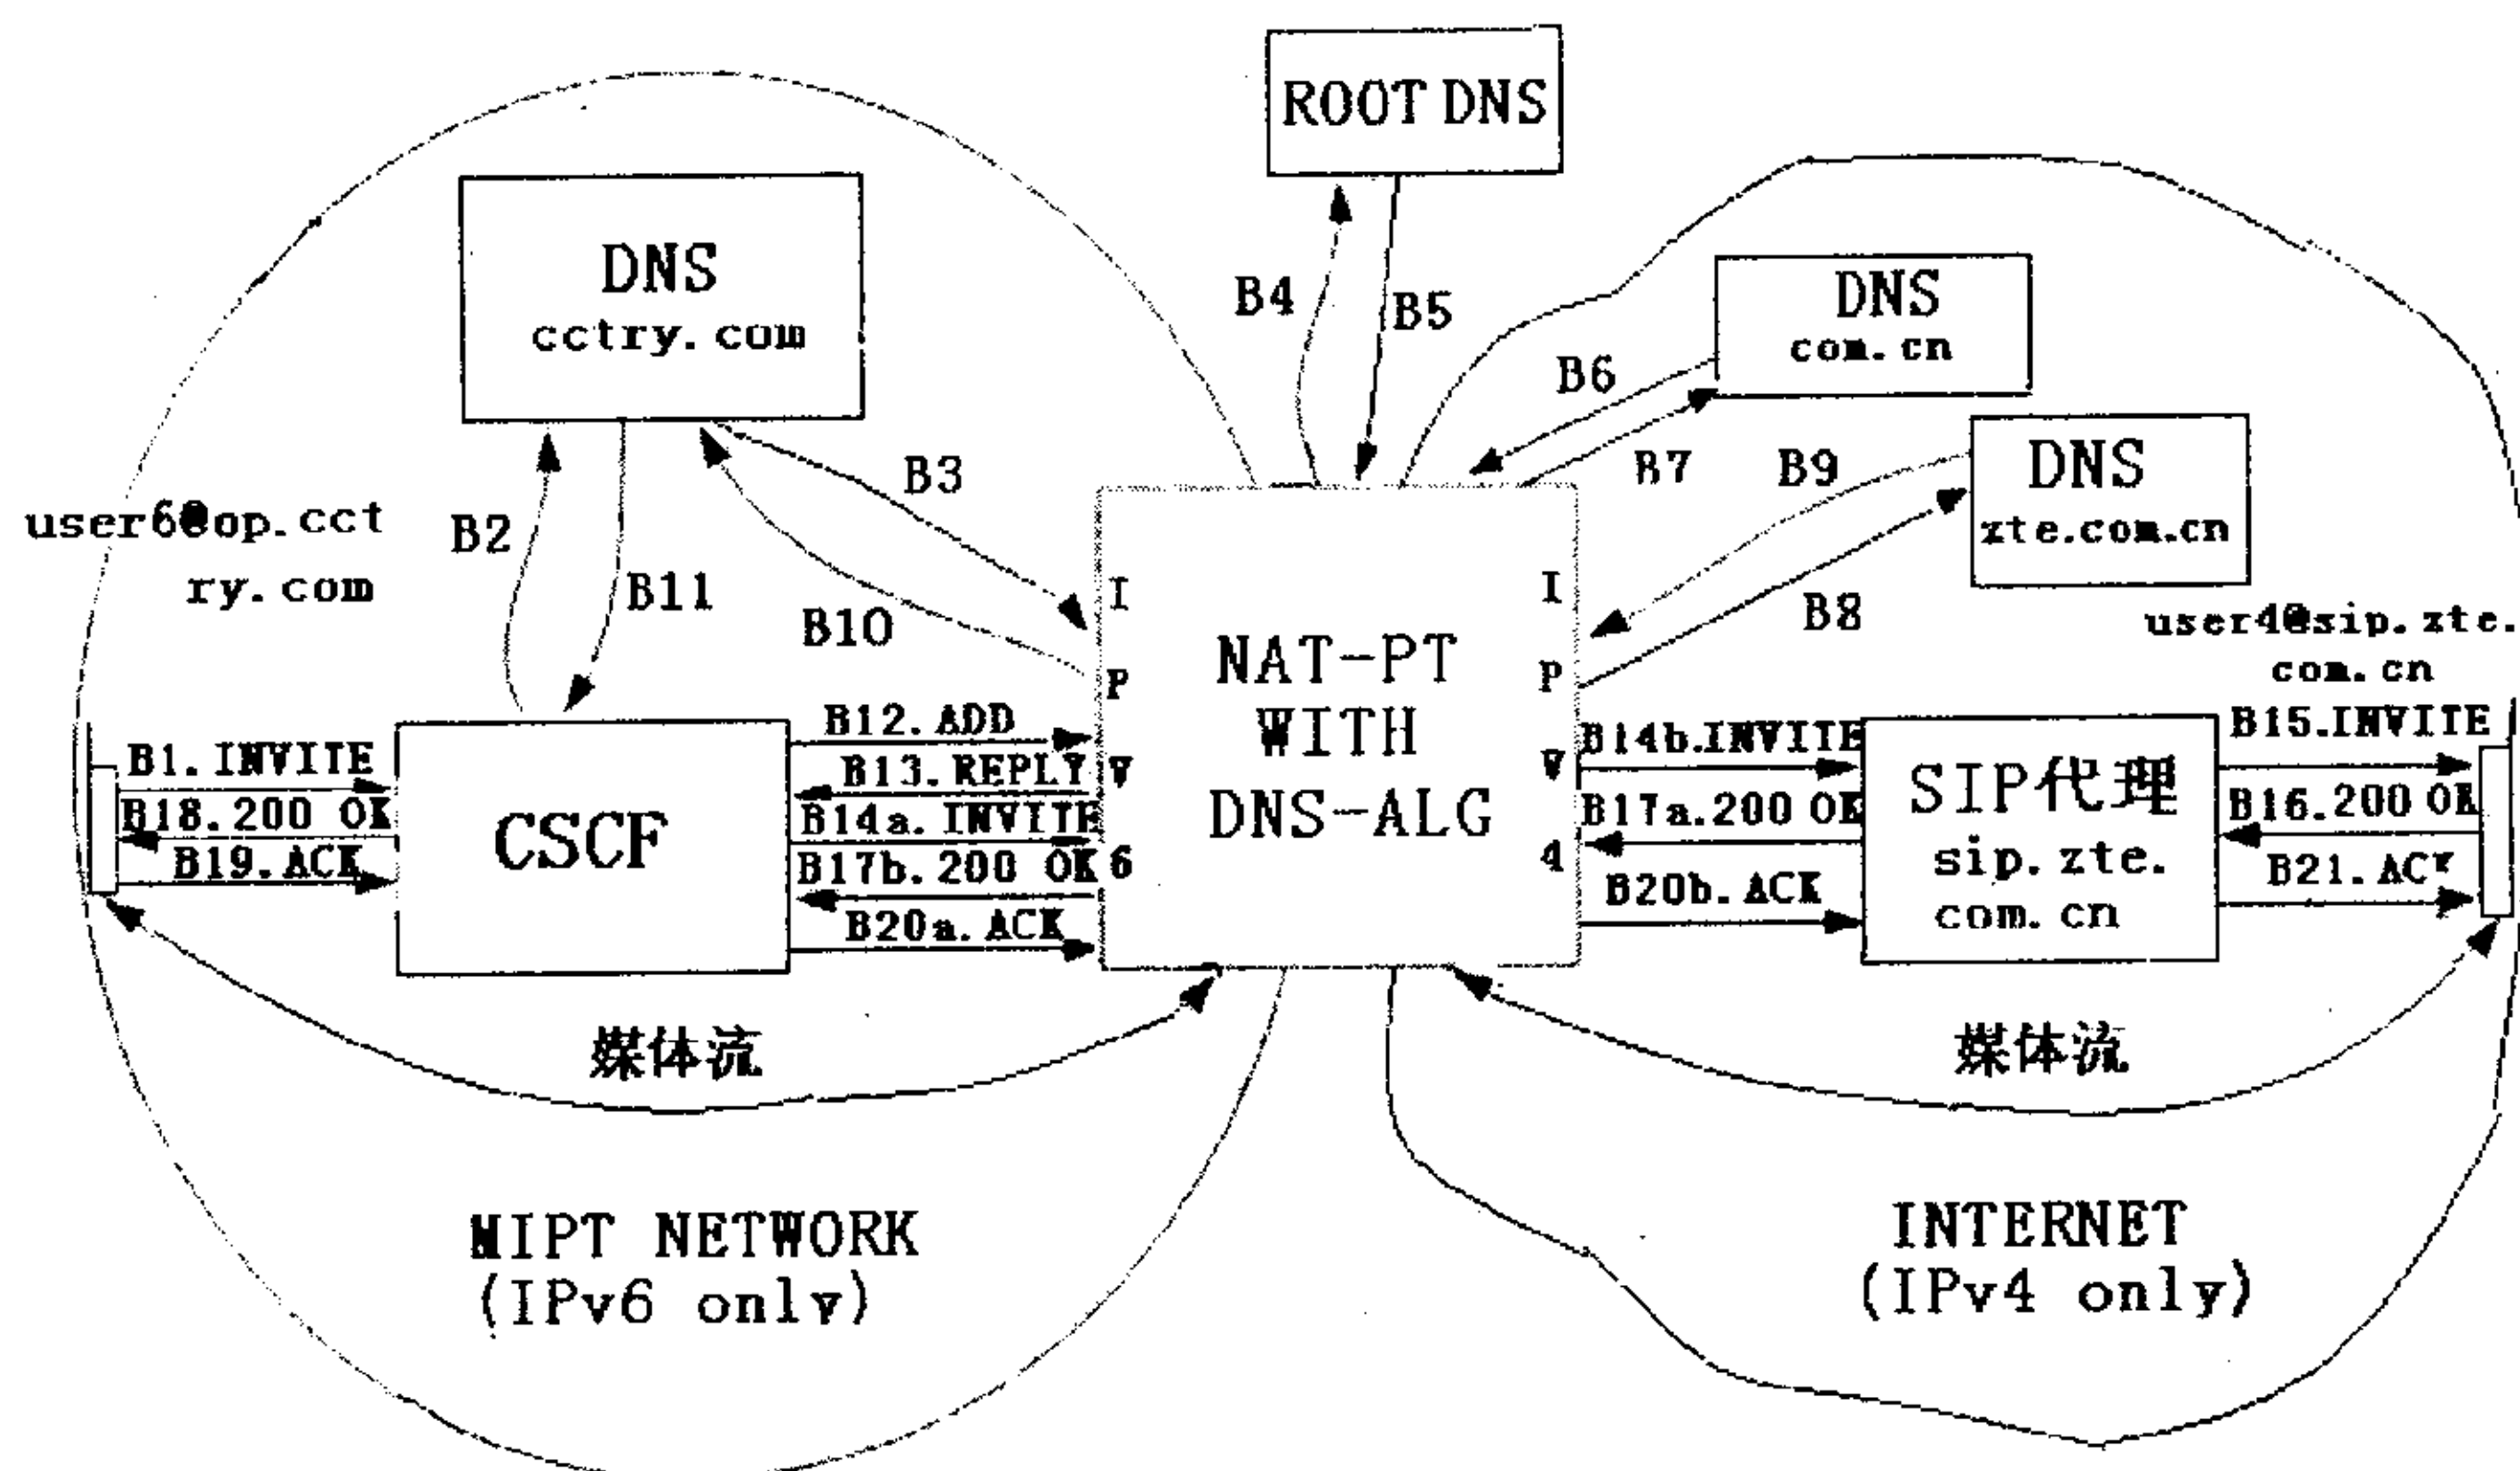 ROOT DNS
DNS
cctry.com
B4
B5
DNS
com.cn
B6
B7
B9
DNS
zte.com.cn
B3
user6@op.cct
ry.com
B2
B11
B10
B8
user4@sip.zte.
com.cn
IPV6
NAT-PT
WITH
DNS-ALG
IPV4
B1.INVITE
B18.200 OK
B19.ACK
CSCF
B12.ADD
B13.REPLY
B14a.INVITE
B17b.200 OK
B20a.ACK
B14b.INVITE
B17a.200 OK
B20b.ACK
SIP代理
sip.zte.
com.cn
B15.INVITE
B16.200 OK
B21.ACK
媒体流
媒体流
MIPT NETWORK
(IPv6 only)
INTERNET
(IPv4 only)